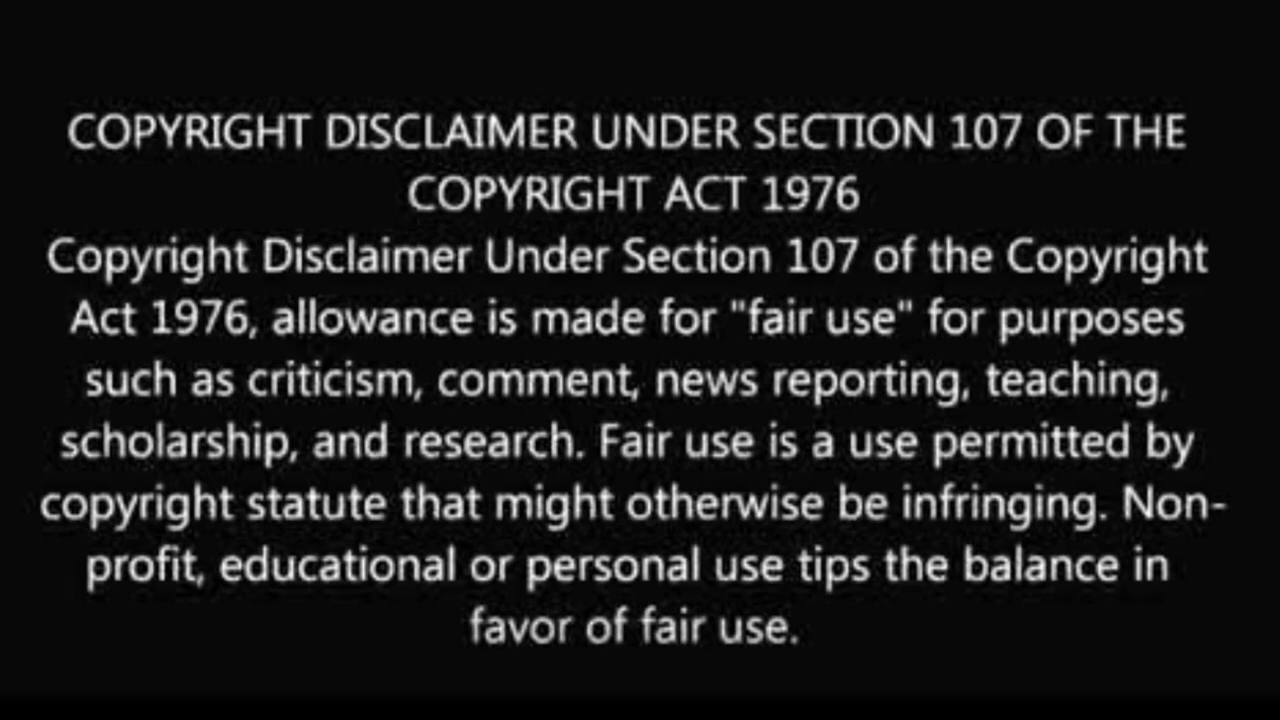 COPYRIGHT DISCLAIMER UNDER SECTION 107 OF THE
COPYRIGHT ACT 1976
Copyright Disclaimer Under Section 107 of the Copyright
Act 1976, allowance is made for "fair use" for purposes
such as criticism, comment, news reporting, teaching,
scholarship, and research. Fair use is a use permitted by
copyright statute that might otherwise be infringing. Non-
profit, educational or personal use tips the balance in
favor of fair use.